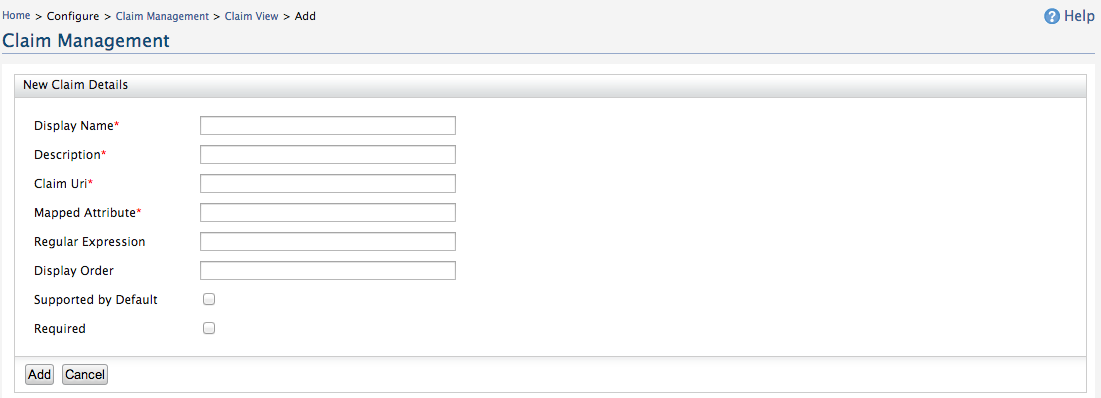 Home > Configure > Claim Management > Claim View > Add
Help
Claim Management
New Claim Details
Display Name*
Description*
Claim Uri*
Mapped Attribute*
Regular Expression
Display Order
Supported by Default
Required
Add Cancel